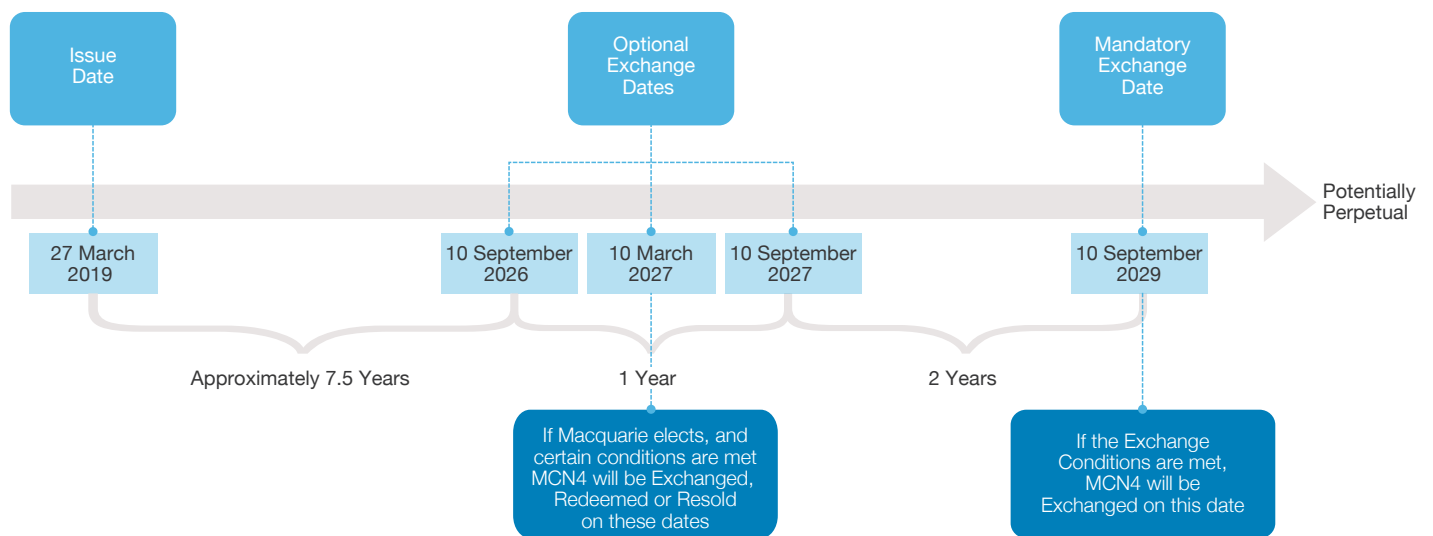 Issue
Date
Optional
Exchange
Dates
Mandatory
Exchange
Date
Potentially
Perpetual
27 March
2019
10 September
2026
10 March
2027
10 September
2027
10 September
2029
Approximately 7.5 Years
1 Year
2 Years
If Macquarie elects, and
certain conditions are met
MCN4 will be Exchanged,
Redeemed or Resold
on these dates
If the Exchange
Conditions are met,
MCN4 will be
Exchanged on this date